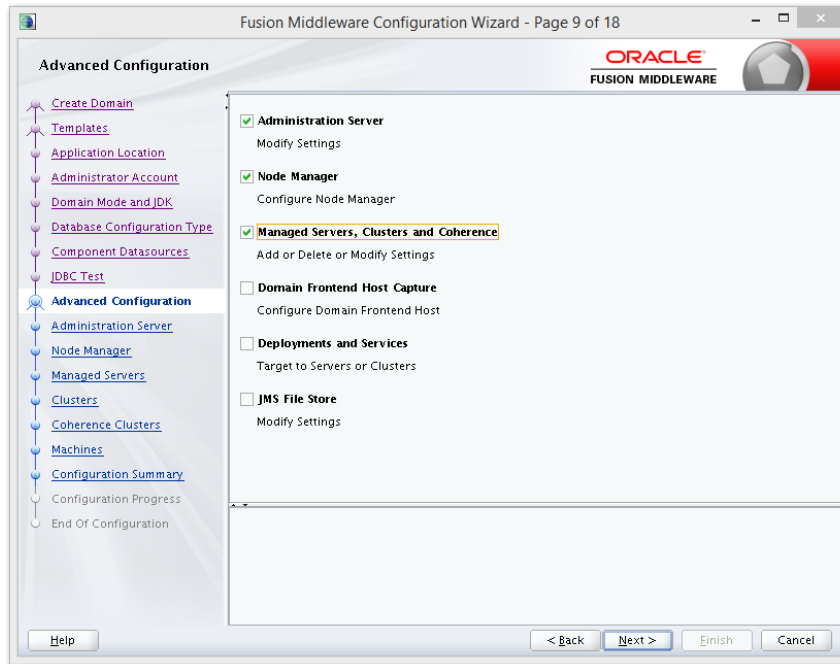 Fusion Middleware Configuration Wizard - Page 9 of 18
Advanced Configuration
ORACLE
FUSION MIDDLEWARE
Create Domain
Templates
Application Location
Administrator Account
Domain Mode and JDK
Database Configuration Type
Component Datasources
JDBC Test
Advanced Configuration
Administration Server
Node Manager
Managed Servers
Clusters
Coherence Clusters
Machines
Configuration Summary
Configuration Progress
End Of Configuration
Administration Server
Modify Settings
Node Manager
Configure Node Manager
Managed Servers, Clusters and Coherence
Add or Delete or Modify Settings
Domain Frontend Host Capture
Configure Domain Frontend Host
Deployments and Services
Target to Servers or Clusters
JMS File Store
Modify Settings
Help
< Back
Next >
Finish
Cancel